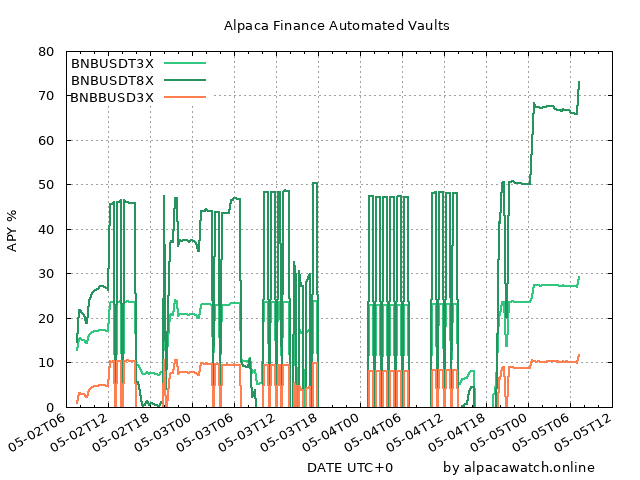 Alpaca Finance Automated Vaults
80
70
60
50
40
30
20
10
0
APY %
BNBUSDT3X
BNBUSDT8X
BNBBUSD3X
05-02T06
05-02T12
05-02T18
05-03T00
05-03T06
05-03T12
05-03T18
05-04T00
05-04T06
05-04T12
05-04T18
05-05T00
05-05T06
05-05T12
DATE UTC+0
by alpacawatch.online